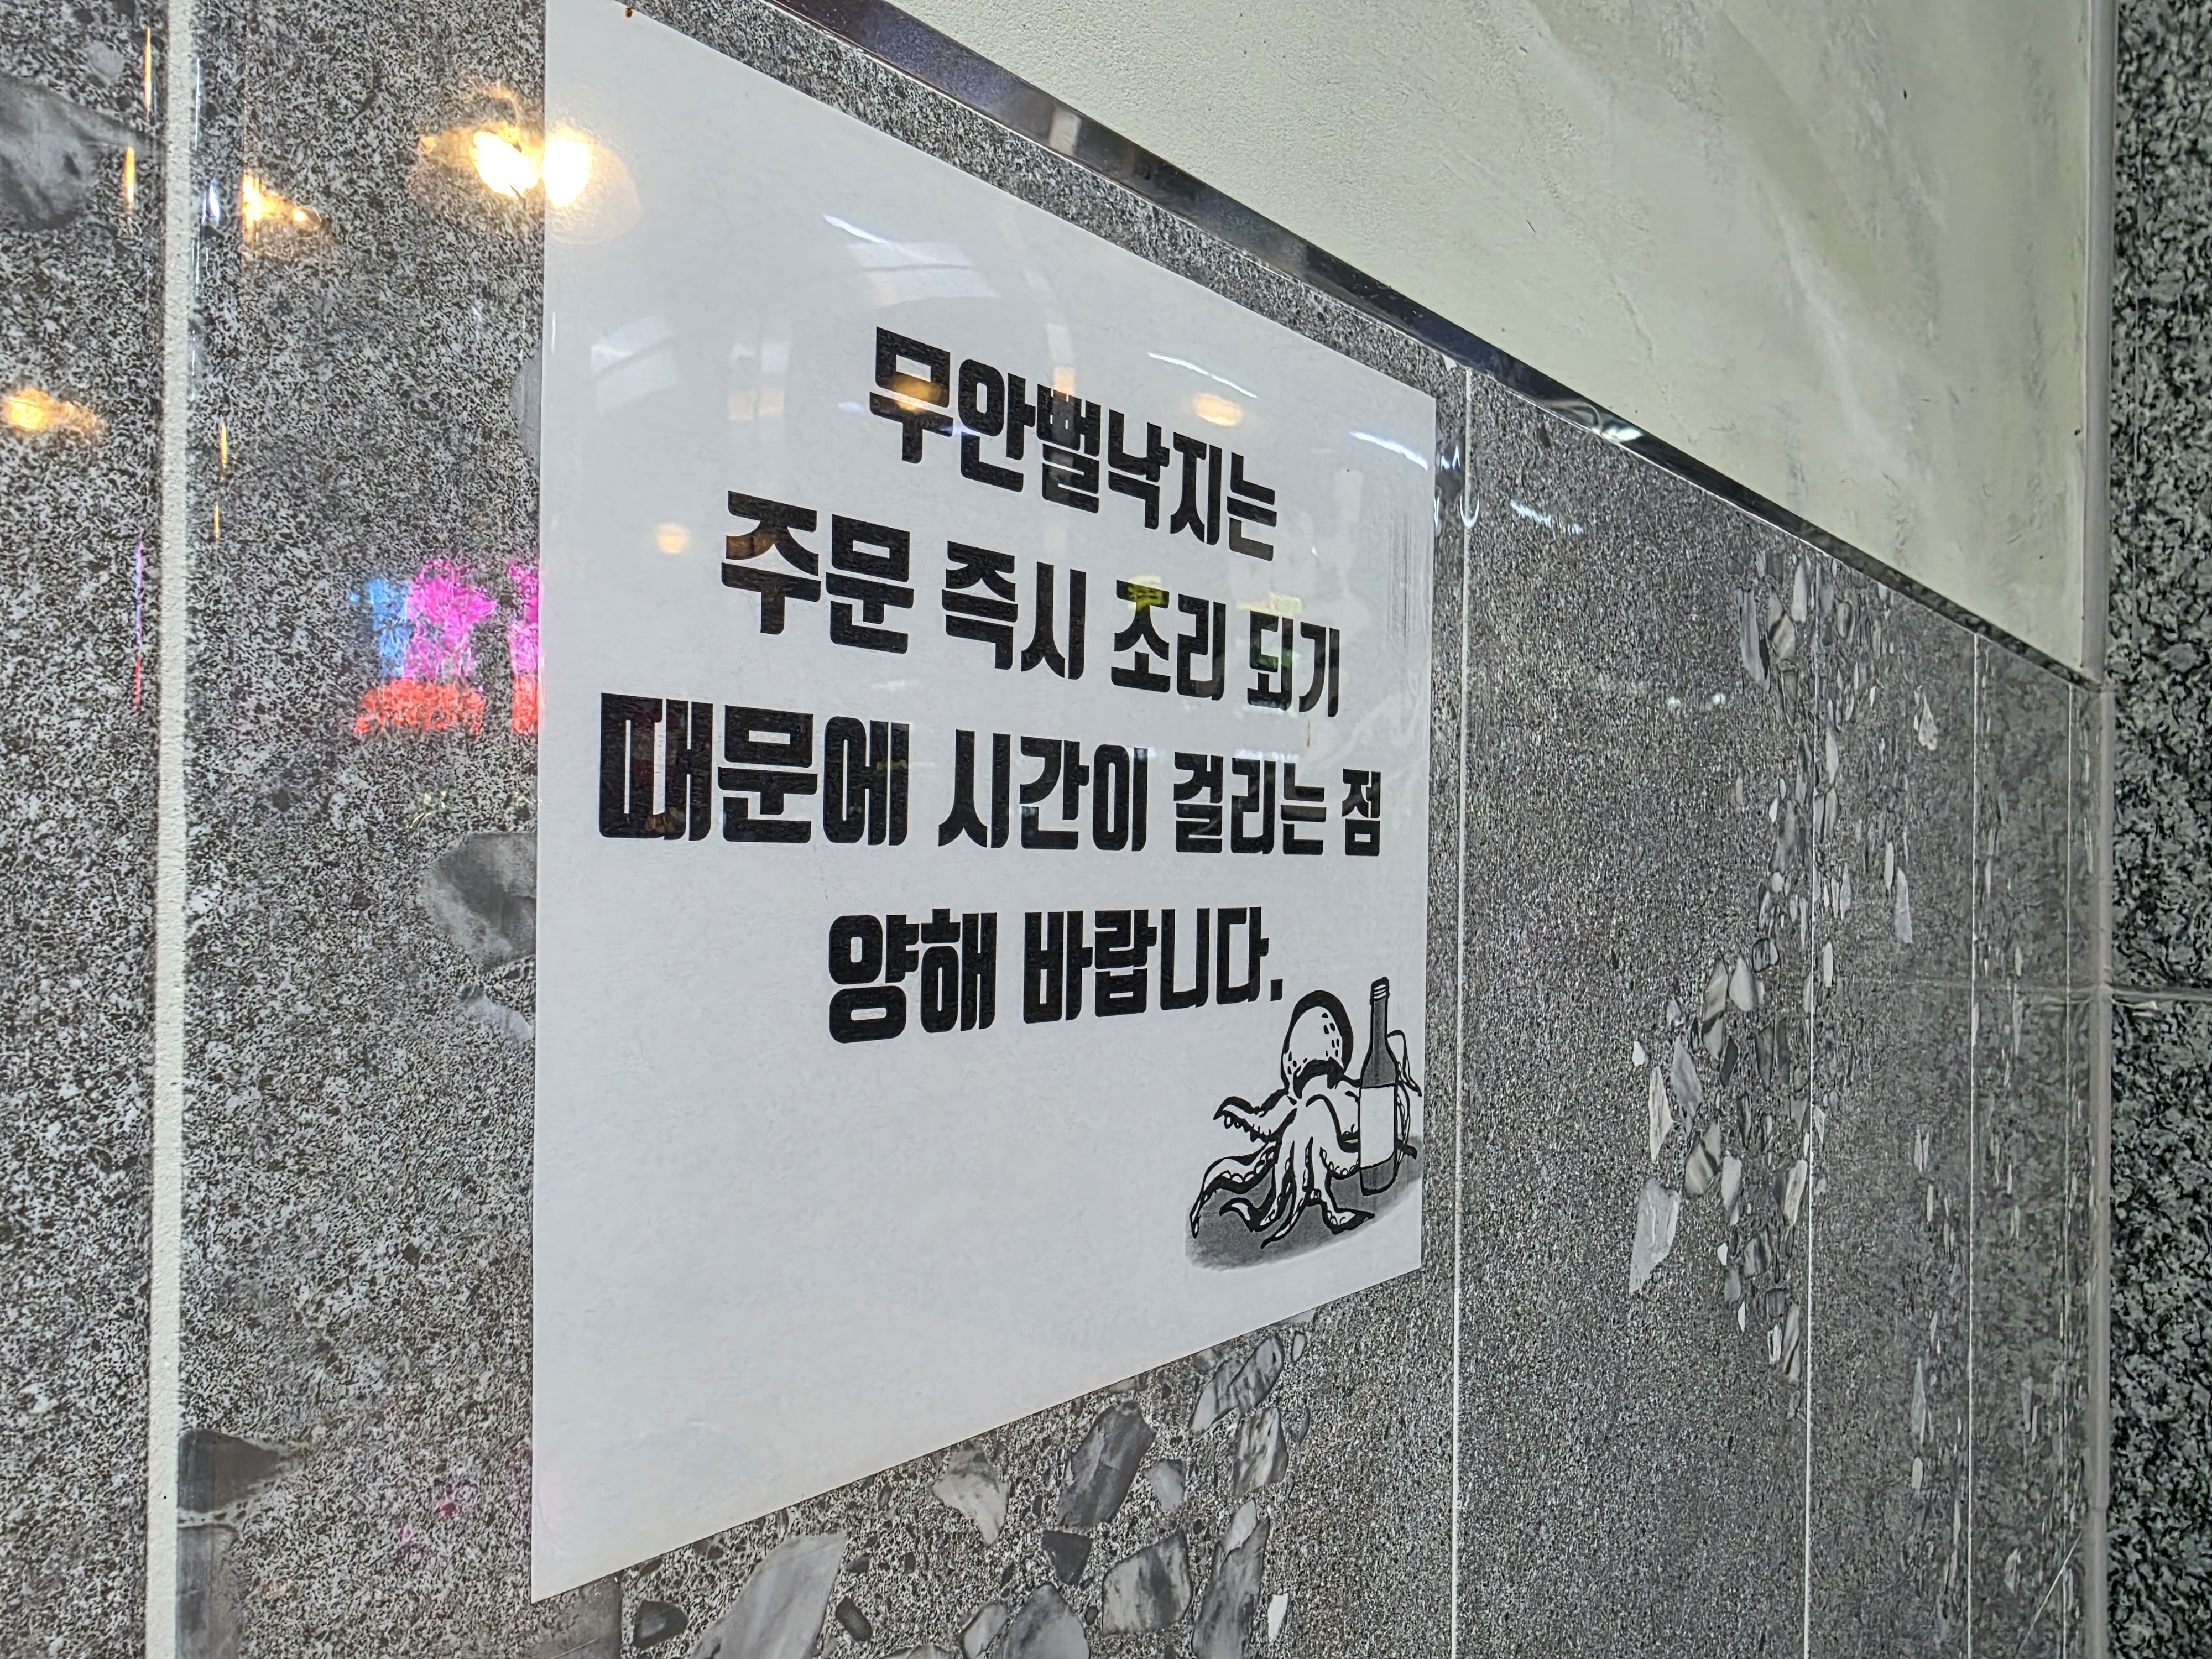 무안뻘낙지는
주문 즉시 조리 되기
때문에 시간이 걸리는 점
양해 바랍니다.